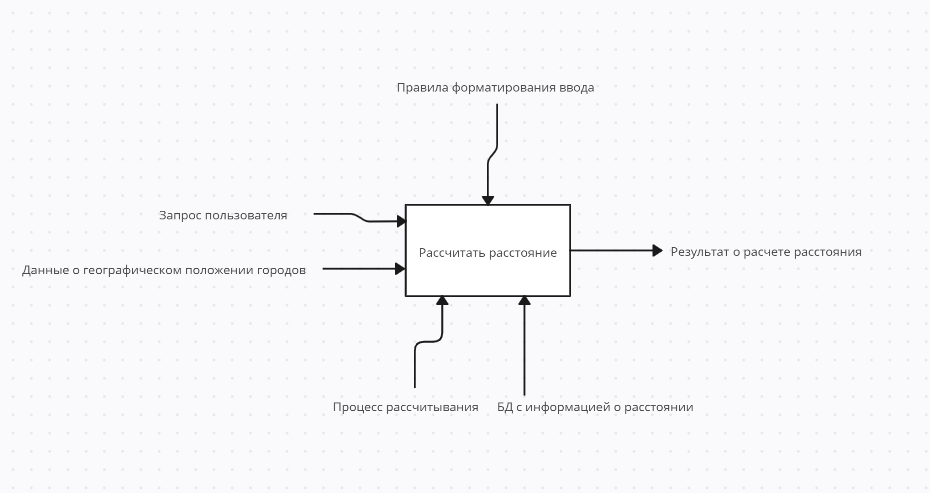 Правила форматирования ввода
Запрос пользователя
Рассчитать расстояние
Результат о расчете расстояния
Данные о географическом положении городов
Процесс рассчитывания
БД с информацией о расстоянии